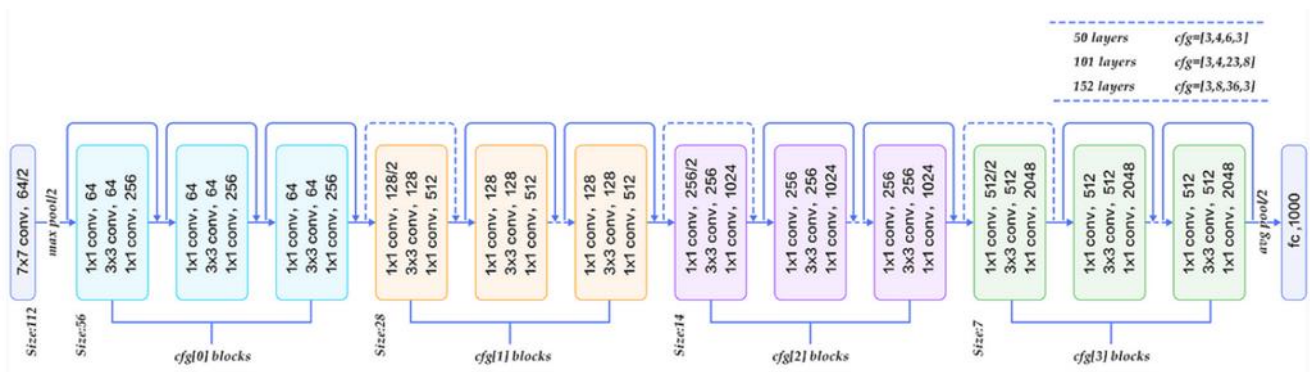 50 layers cfg=[3,4,6,3]
101 layers cfg=[3,4,23,8]
152 layers cfg=[3,8,36,3]
7x7 conv, 64/2
max pool/2
1x1 conv, 64
3x3 conv, 64
1x1 conv, 256
1x1 conv, 64
3x3 conv, 64
1x1 conv, 256
1x1 conv, 64
3x3 conv, 64
1x1 conv, 256
1x1 conv, 128/2
3x3 conv, 128
1x1 conv, 512
1x1 conv, 128
3x3 conv, 128
1x1 conv, 512
1x1 conv, 128
3x3 conv, 128
1x1 conv, 512
1x1 conv, 256/2
3x3 conv, 256
1x1 conv, 1024
1x1 conv, 256
3x3 conv, 256
1x1 conv, 1024
1x1 conv, 256
3x3 conv, 256
1x1 conv, 1024
1x1 conv, 512/2
3x3 conv, 512
1x1 conv, 2048
1x1 conv, 512
3x3 conv, 512
1x1 conv, 2048
1x1 conv, 512
3x3 conv, 512
1x1 conv, 2048
avg pool/2
fc ,1000
Size:112
Size:56
cfg[0] blocks
Size:28
cfg[1] blocks
Size:14
cfg[2] blocks
Size:7
cfg[3] blocks